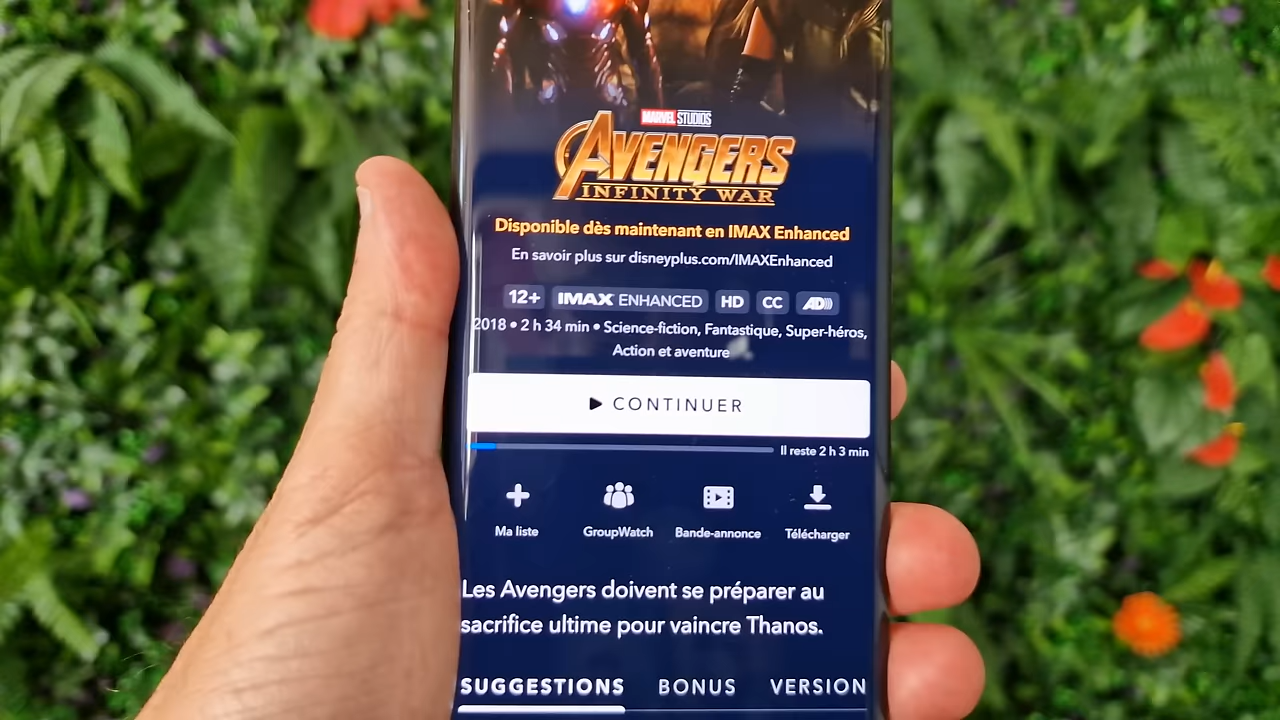 MARVEL STUDIOS
AVENGERS
INFINITY WAR
Disponible dès maintenant en IMAX Enhanced
En savoir plus sur disneyplus.com/IMAXEnhanced
12+ IMAX ENHANCED HD CC AD
2018 • 2 h 34 min • Science-fiction, Fantastique, Super-héros,
Action et aventure
CONTINUER
Il reste 2 h 3 min
Ma liste GroupWatch Bande-annonce Télécharger
Les Avengers doivent se préparer au
sacrifice ultime pour vaincre Thanos.
SUGGESTIONS BONUS VERSION